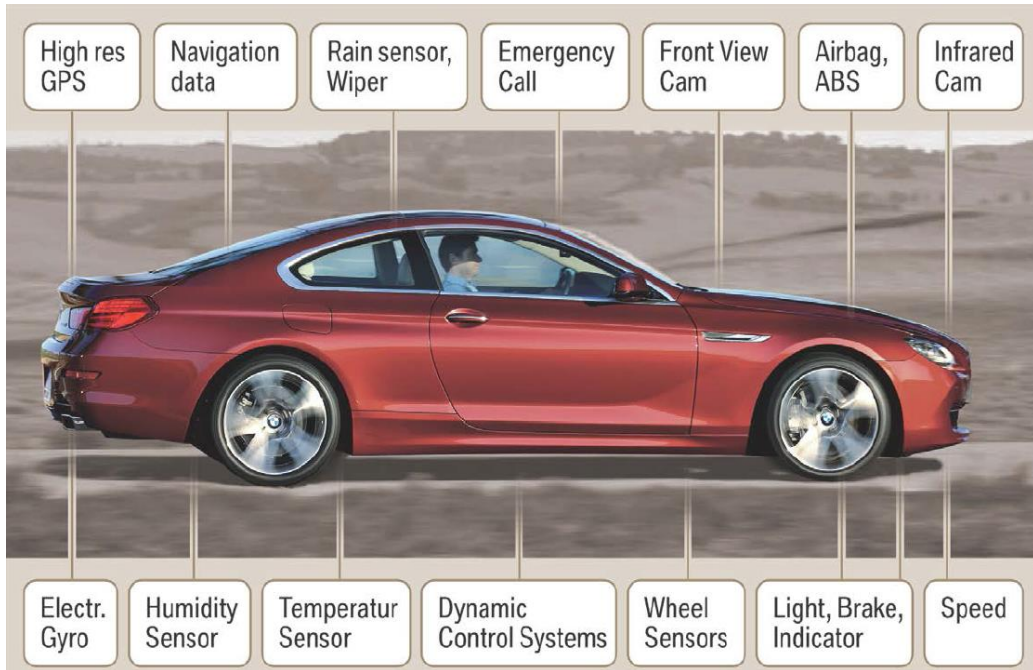 High res
GPS
Navigation
data
Rain sensor,
Wiper
Emergency
Call
Front View
Cam
Airbag,
ABS
Infrared
Cam
Electr.
Gyro
Humidity
Sensor
Temperatur
Sensor
Dynamic
Control Systems
Wheel
Sensors
Light, Brake,
Indicator
Speed